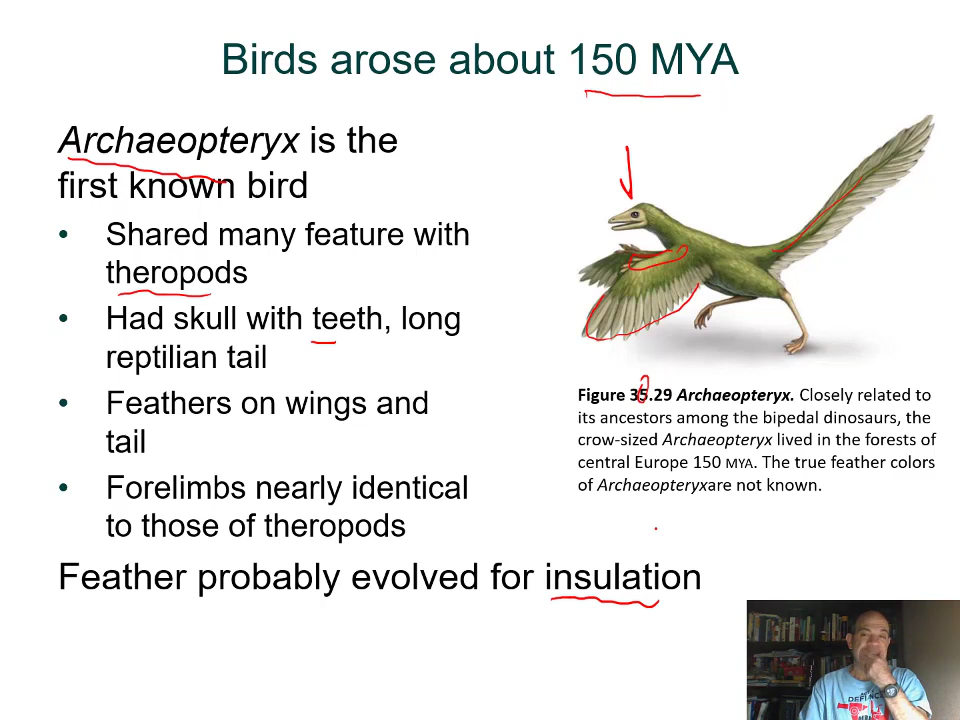 Birds arose about 150 MYA
Archaeopteryx is the
first known bird
• Shared many feature with
theropods
• Had skull with teeth, long
reptilian tail
• Feathers on wings and
tail
• Forelimbs nearly identical
to those of theropods
Feather probably evolved for insulation
Figure 35.29 Archaeopteryx. Closely related to
its ancestors among the bipedal dinosaurs, the
crow-sized Archaeopteryx lived in the forests of
central Europe 150 MYA. The true feather colors
of Archaeopteryxare not known.